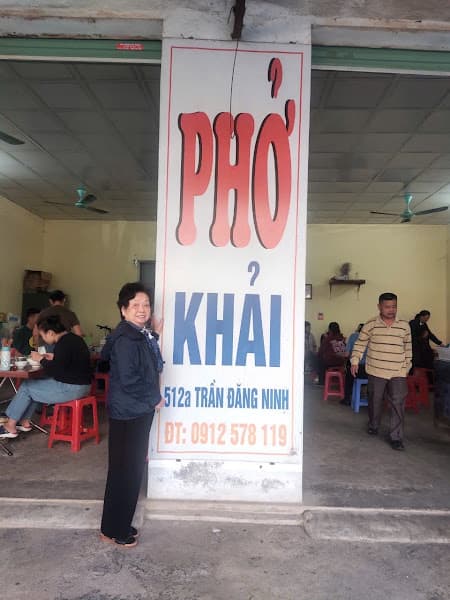 PHỞ
KHẢI
512a TRẦN ĐĂNG NINH
ĐT: 0912 578 119